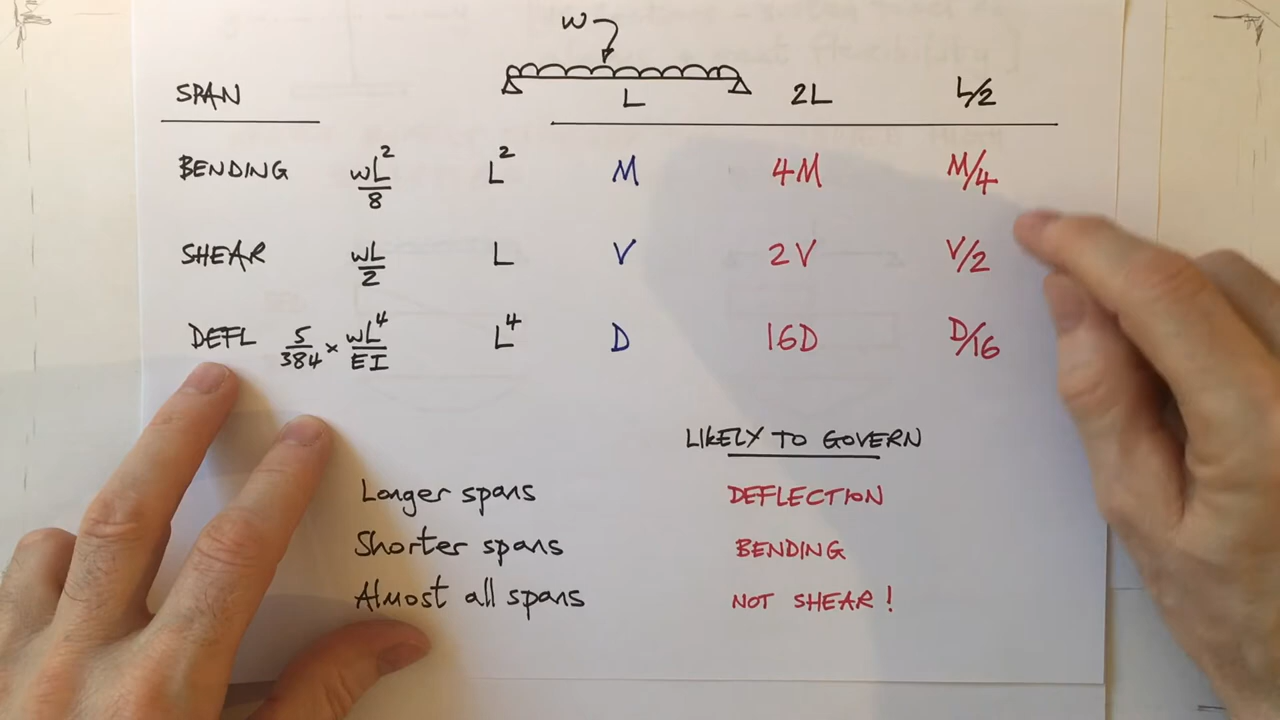 w
SPAN L 2L L/2
BENDING wL²/8 L² M 4M M/4
SHEAR wL/2 L V 2V V/2
DEFL 5/384 × wL⁴/EI L⁴ D 16D D/16
LIKELY TO GOVERN
Longer spans DEFLECTION
Shorter spans BENDING
Almost all spans NOT SHEAR!